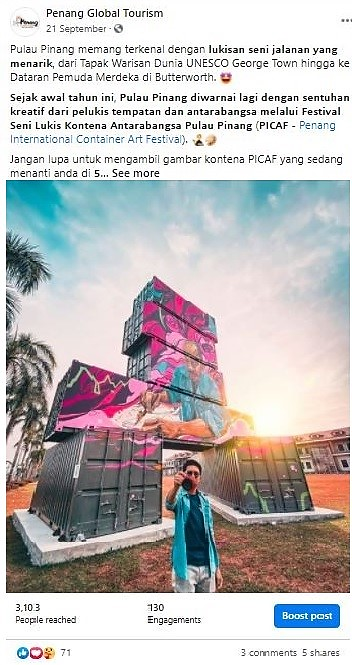 Penang Global Tourism
21 September ·
Pulau Pinang memang terkenal dengan lukisan seni jalanan yang
menarik, dari Tapak Warisan Dunia UNESCO George Town hingga ke
Dataran Pemuda Merdeka di Butterworth. 🤩
Sejak awal tahun ini, Pulau Pinang diwarnai lagi dengan sentuhan
kreatif dari pelukis tempatan dan antarabangsa melalui Festival
Seni Lukis Kontena Antarabangsa Pulau Pinang (PICAF - Penang
International Container Art Festival).
Jangan lupa untuk mengambil gambar kontena PICAF yang sedang
menanti anda di 5... See more
3,10.3
People reached
130
Engagements
Boost post
71
3 comments 5 shares